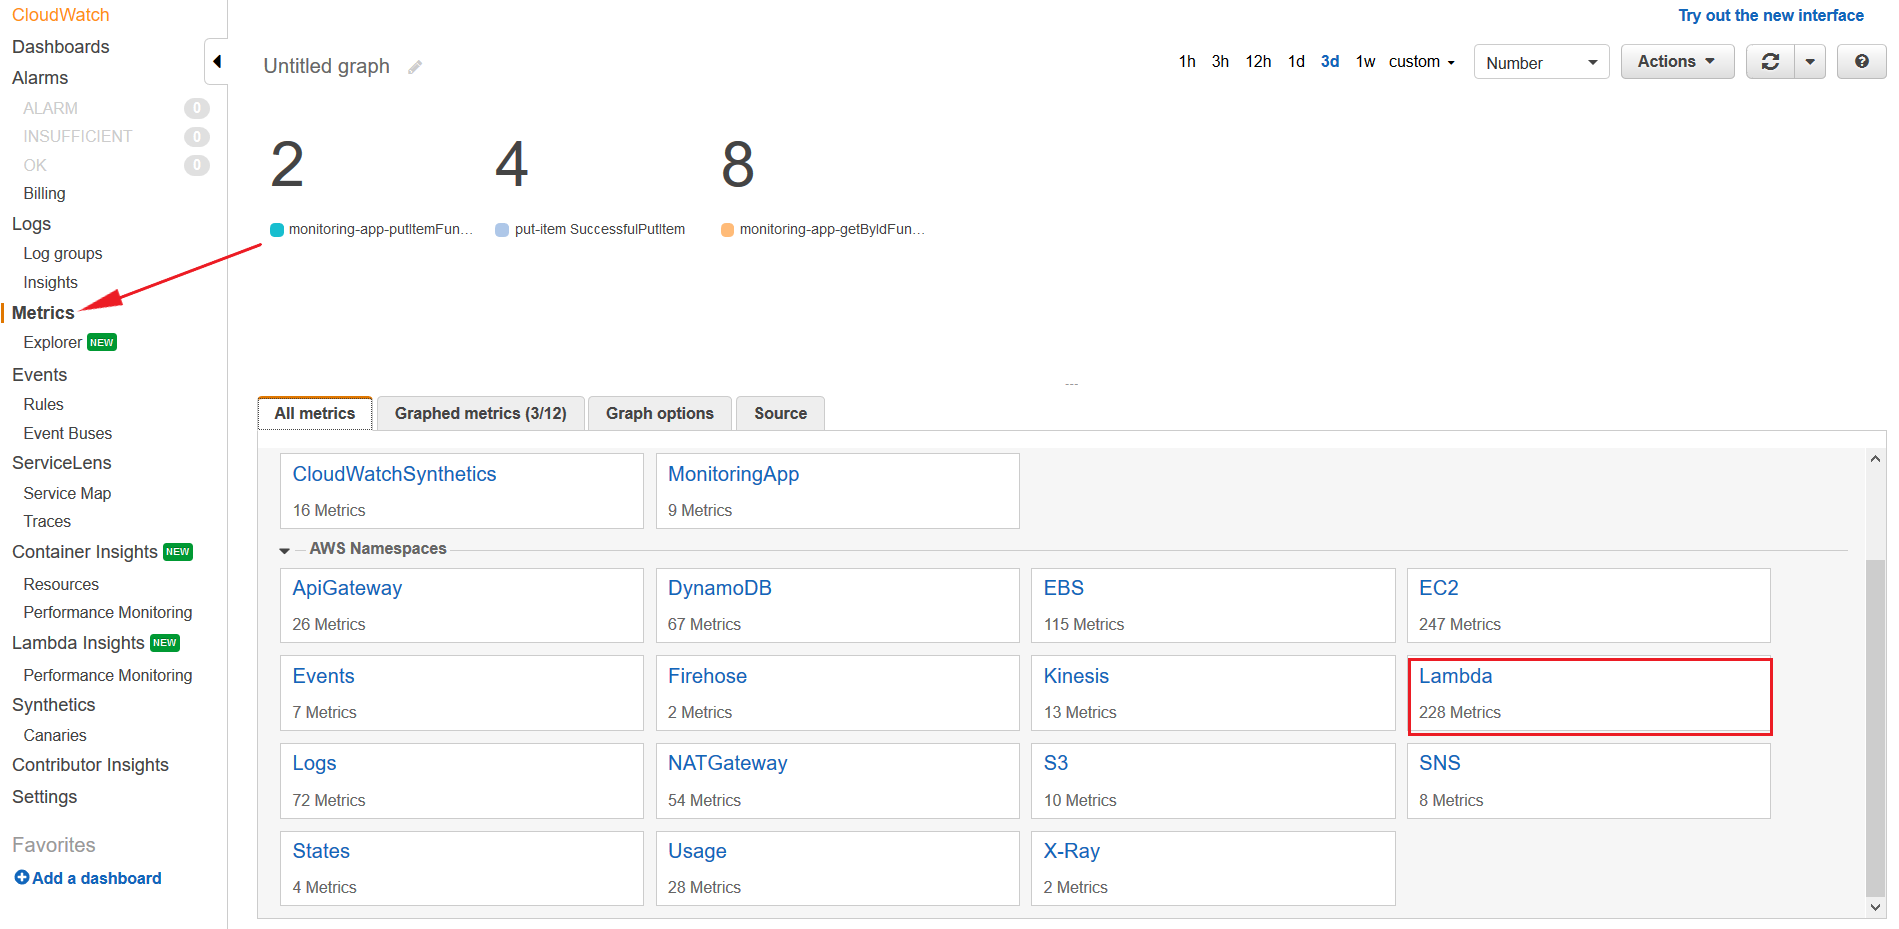 CloudWatch
Dashboards
Alarms
ALARM 0
INSUFFICIENT 0
OK 0
Billing
Logs
Log groups
Insights
Metrics
Explorer NEW
Events
Rules
Event Buses
ServiceLens
Service Map
Traces
Container Insights NEW
Resources
Performance Monitoring
Lambda Insights NEW
Performance Monitoring
Synthetics
Canaries
Contributor Insights
Settings
Favorites
Add a dashboard
Try out the new interface
Untitled graph
1h 3h 12h 1d 3d 1w custom Number Actions ?
2 4 8
monitoring-app-putItemFun... put-item SuccessfulPutItem monitoring-app-getByIdFun...
All metrics Graphed metrics (3/12) Graph options Source
CloudWatchSynthetics MonitoringApp
16 Metrics 9 Metrics
AWS Namespaces
ApiGateway DynamoDB EBS EC2
26 Metrics 67 Metrics 115 Metrics 247 Metrics
Events Firehose Kinesis Lambda
7 Metrics 2 Metrics 13 Metrics 228 Metrics
Logs NATGateway S3 SNS
72 Metrics 54 Metrics 10 Metrics 8 Metrics
States Usage X-Ray
4 Metrics 28 Metrics 2 Metrics